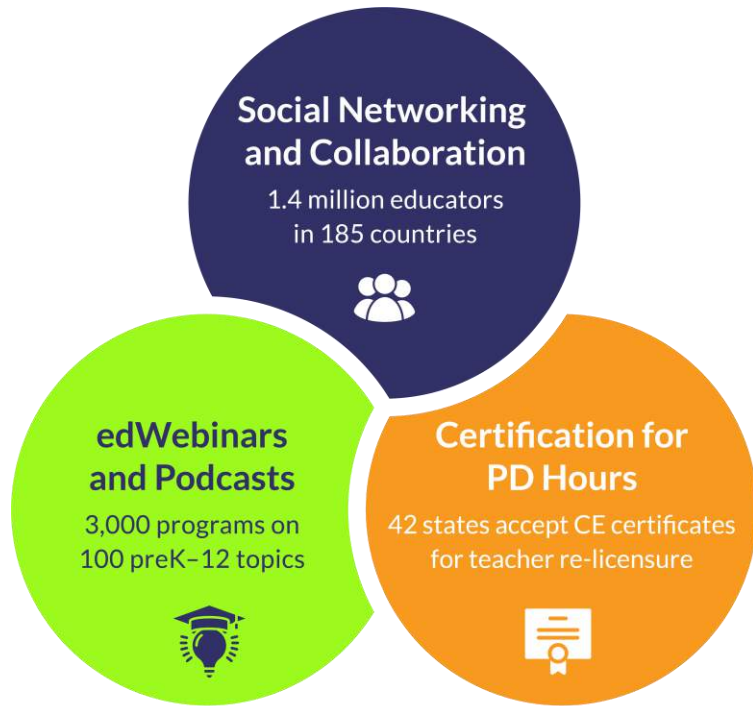 Social Networking
and Collaboration
1.4 million educators
in 185 countries
edWebinars
and Podcasts
3,000 programs on
100 preK–12 topics
Certification for
PD Hours
42 states accept CE certificates
for teacher re-licensure